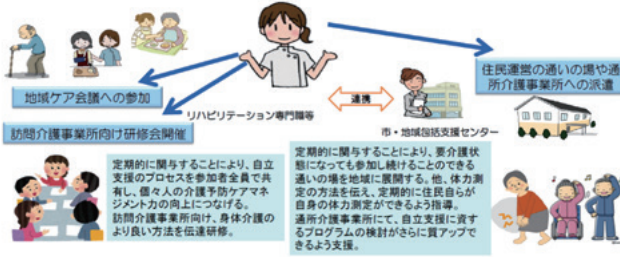 地域ケア会議への参加
訪問介護事業所向け研修会開催
リハビリテーション専門職等
連携
市・地域包括支援センター
住民運営の通いの場や通
所介護事業所への派遣
定期的に関与することにより、自立
支援のプロセスを参加者全員で共
有し、個々人の介護予防ケアマネ
ジメント力の向上につなげる。
訪問介護事業所向け、身体介護の
より良い方法を伝達研修。
定期的に関与することにより、要介護状
態になっても参加し続けることのできる
通いの場を地域に展開する。他、体力測
定の方法を伝え、定期的に住民自らが
自身の体力測定ができるよう指導。
通所介護事業所にて、自立支援に資する
プログラムの検討がさらに質アップで
きるよう支援。